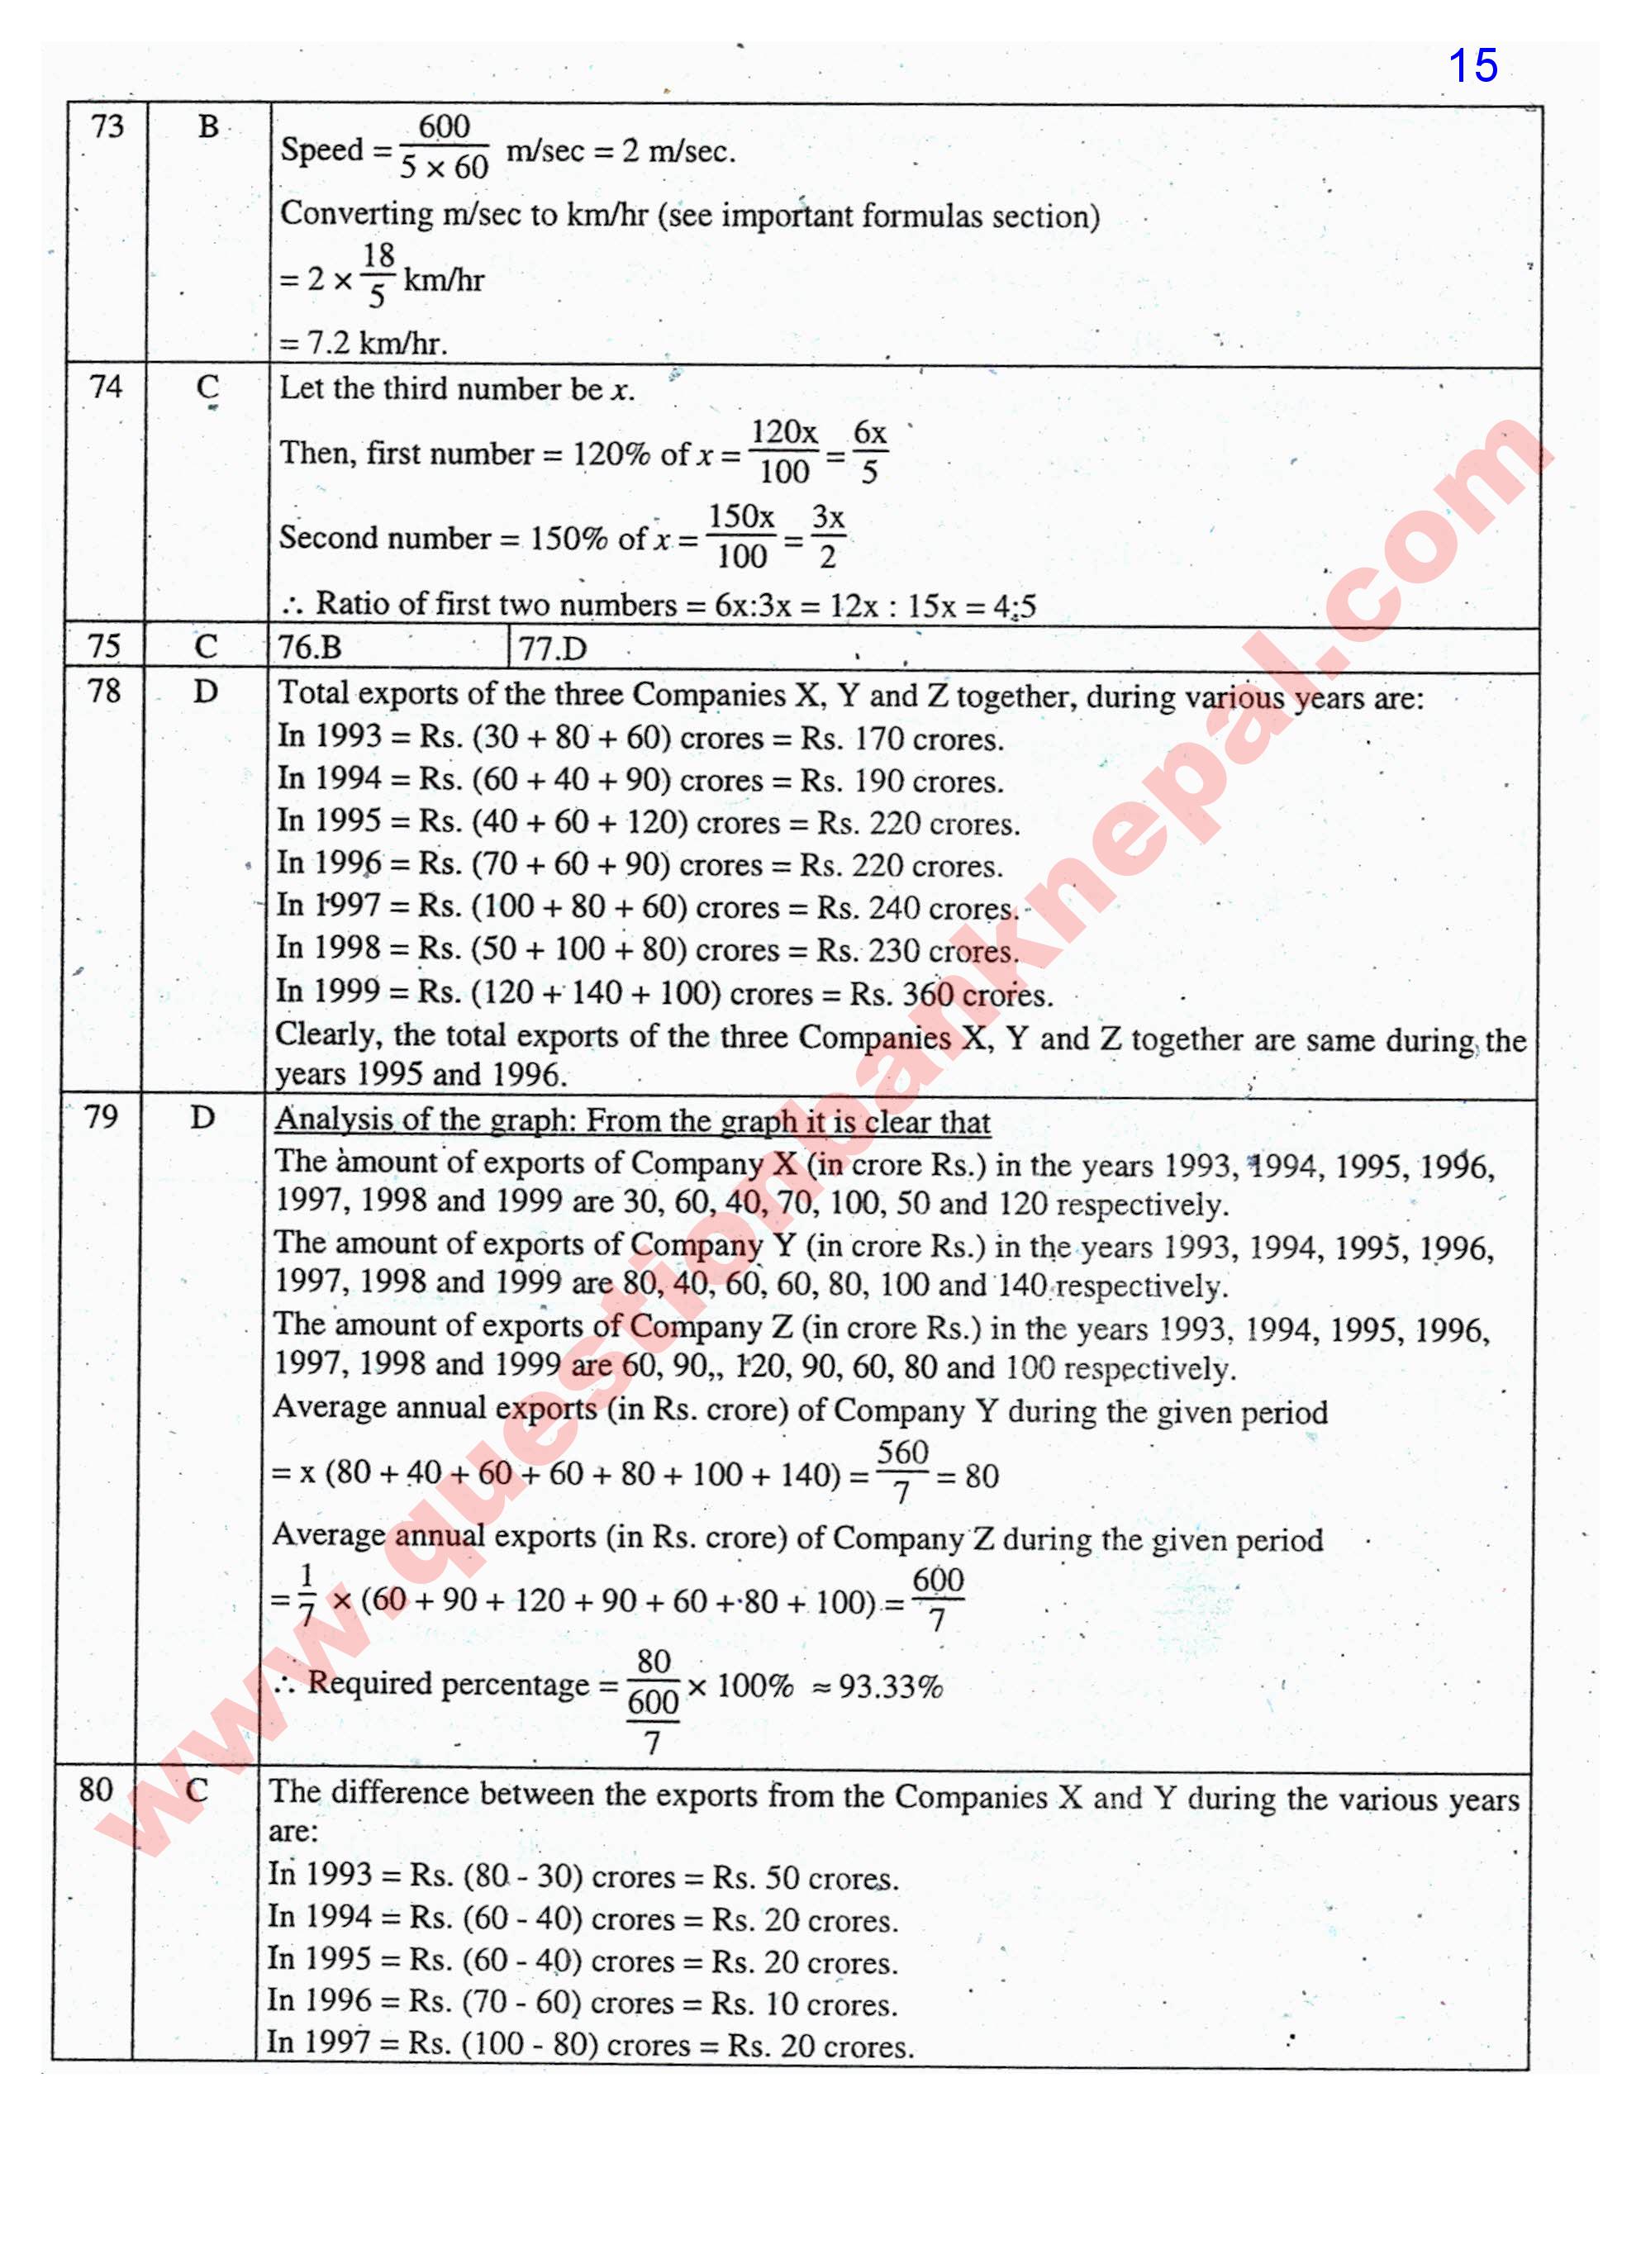 15
73 B Speed = 600/(5 × 60) m/sec = 2 m/sec.
Converting m/sec to km/hr (see important formulas section)
= 2 × 18/5 km/hr
= 7.2 km/hr.
74 C Let the third number be x.
Then, first number = 120% of x = 120x/100 = 6x/5
Second number = 150% of x = 150x/100 = 3x/2
∴ Ratio of first two numbers = 6x:3x = 12x : 15x = 4:5
75 C 76.B 77.D
78 D Total exports of the three Companies X, Y and Z together, during various years are:
In 1993 = Rs. (30 + 80 + 60) crores = Rs. 170 crores.
In 1994 = Rs. (60 + 40 + 90) crores = Rs. 190 crores.
In 1995 = Rs. (40 + 60 + 120) crores = Rs. 220 crores.
In 1996 = Rs. (70 + 60 + 90) crores = Rs. 220 crores.
In 1997 = Rs. (100 + 80 + 60) crores = Rs. 240 crores.
In 1998 = Rs. (50 + 100 + 80) crores = Rs. 230 crores.
In 1999 = Rs. (120 + 140 + 100) crores = Rs. 360 crores.
Clearly, the total exports of the three Companies X, Y and Z together are same during the
years 1995 and 1996.
79 D Analysis of the graph: From the graph it is clear that
The amount of exports of Company X (in crore Rs.) in the years 1993, 1994, 1995, 1996,
1997, 1998 and 1999 are 30, 60, 40, 70, 100, 50 and 120 respectively.
The amount of exports of Company Y (in crore Rs.) in the years 1993, 1994, 1995, 1996,
1997, 1998 and 1999 are 80, 40, 60, 60, 80, 100 and 140 respectively.
The amount of exports of Company Z (in crore Rs.) in the years 1993, 1994, 1995, 1996,
1997, 1998 and 1999 are 60, 90,, 120, 90, 60, 80 and 100 respectively.
Average annual exports (in Rs. crore) of Company Y during the given period
= x (80 + 40 + 60 + 60 + 80 + 100 + 140) = 560/7 = 80
Average annual exports (in Rs. crore) of Company Z during the given period
= 1/7 × (60 + 90 + 120 + 90 + 60 + 80 + 100) = 600/7
∴ Required percentage = 80/(600/7) × 100% ≈ 93.33%
80 C The difference between the exports from the Companies X and Y during the various years
are:
In 1993 = Rs. (80 - 30) crores = Rs. 50 crores.
In 1994 = Rs. (60 - 40) crores = Rs. 20 crores.
In 1995 = Rs. (60 - 40) crores = Rs. 20 crores.
In 1996 = Rs. (70 - 60) crores = Rs. 10 crores.
In 1997 = Rs. (100 - 80) crores = Rs. 20 crores.
www.questionbanknepal.com